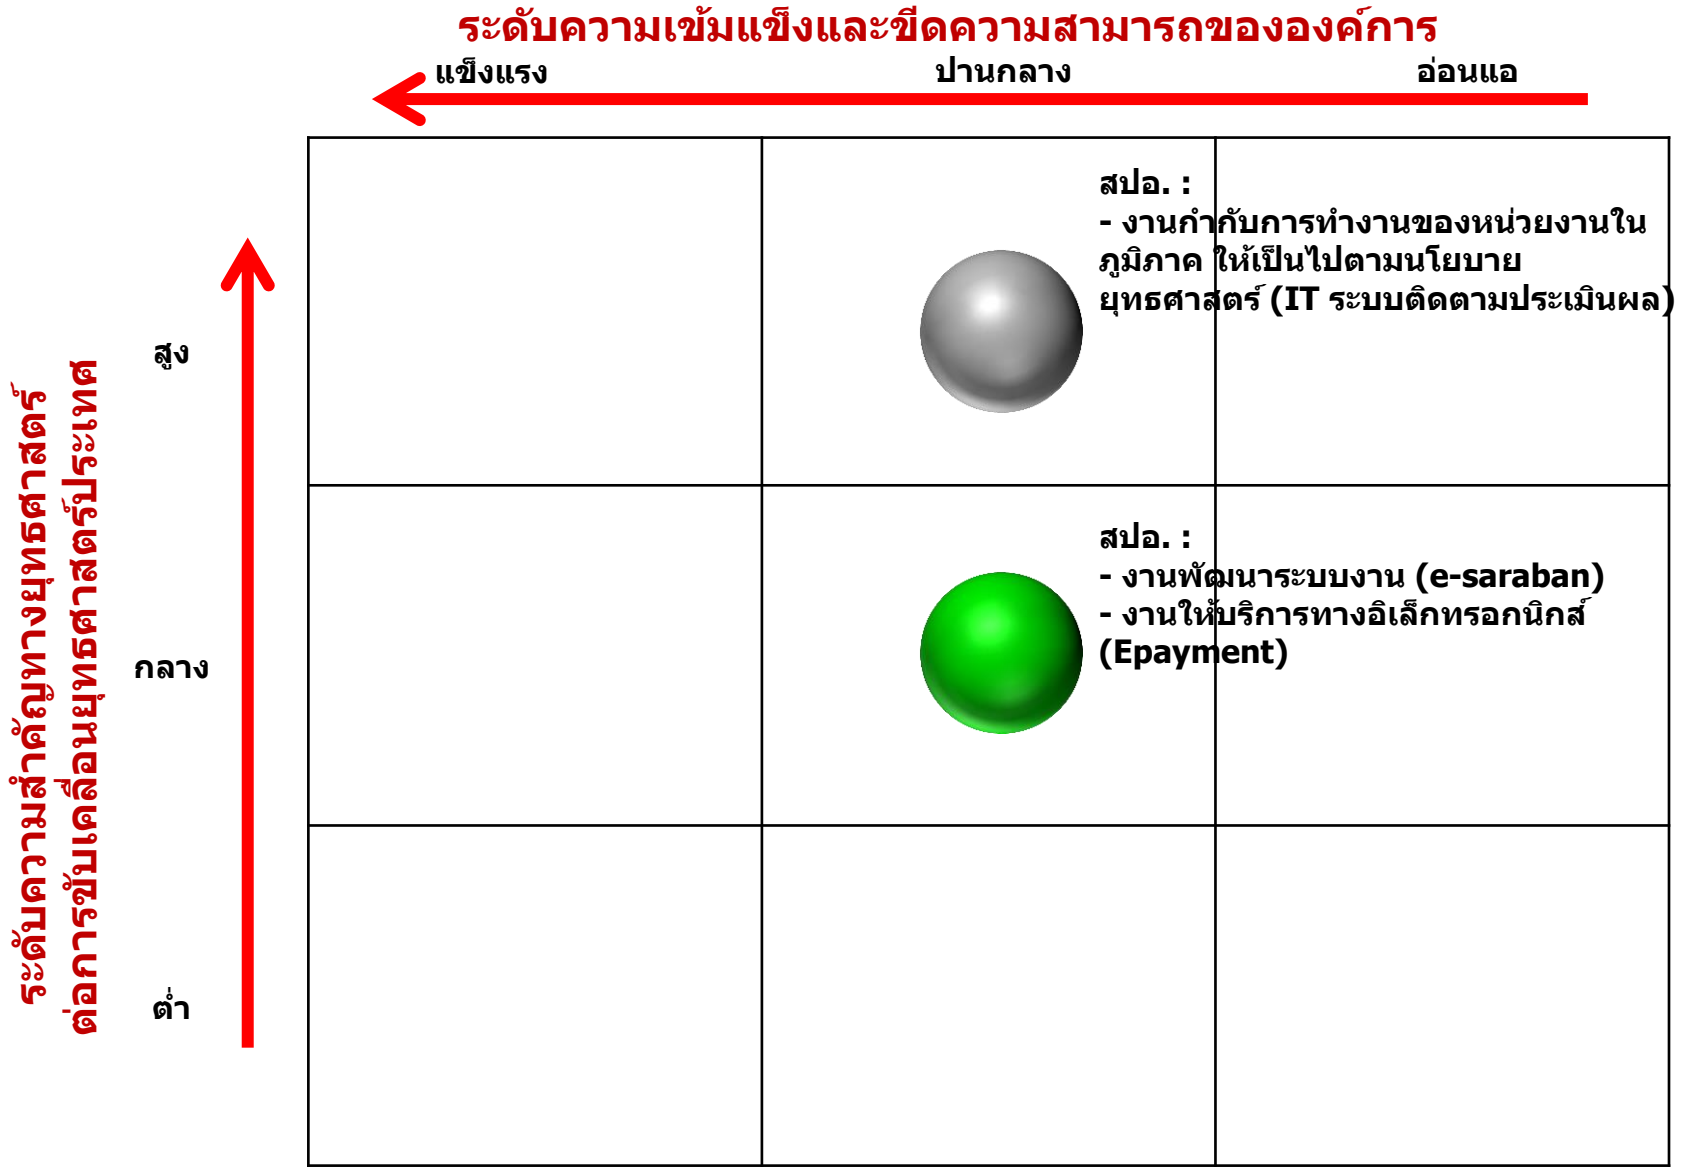 ระดับความเข้มแข็งและขีดความสามารถขององค์การ
แข็งแรง ปานกลาง อ่อนแอ
สปอ. :
- งานกำกับการทำงานของหน่วยงานใน
ภูมิภาค ให้เป็นไปตามนโยบาย
ยุทธศาสตร์ (IT ระบบติดตามประเมินผล)
สูง
ระดับความสำคัญทางยุทธศาสตร์
ต่อการขับเคลื่อนยุทธศาสตร์ประเทศ
สปอ. :
- งานพัฒนาระบบงาน (e-saraban)
- งานให้บริการทางอิเล็กทรอกนิกส์
(Epayment)
กลาง
ต่ำ